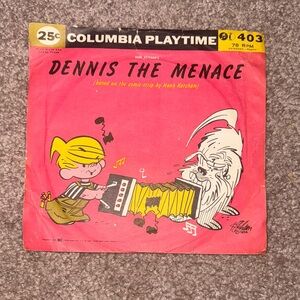 25¢
COLUMBIA PLAYTIME
403
78 RPM
DENNIS THE MENACE
(based on the comic strip by Hank Ketcham)